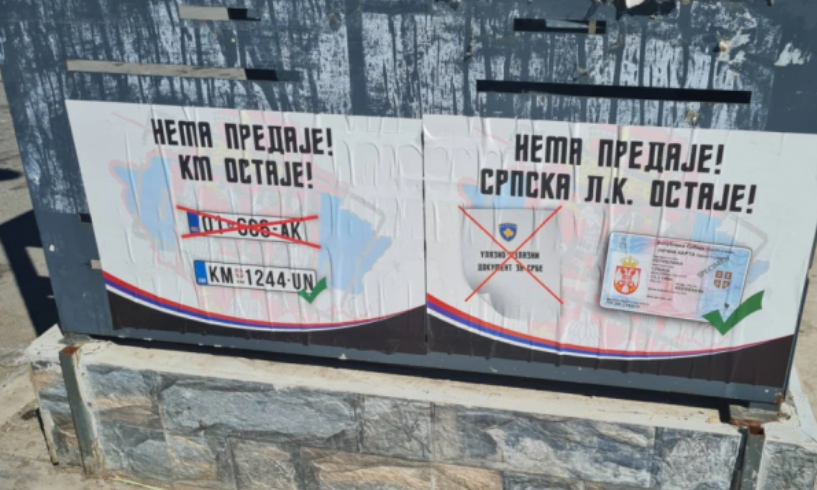 НЕМА ПРЕДАЈЕ!
КМ ОСТАЈЕ!
01-666-AK
KM 1244-UN
НЕМА ПРЕДАЈЕ!
СРПСКА Л.К. ОСТАЈЕ!
УЛАЗНО ИЗЛАЗНИ
ДОКУМЕНТ ЗА СРБЕ